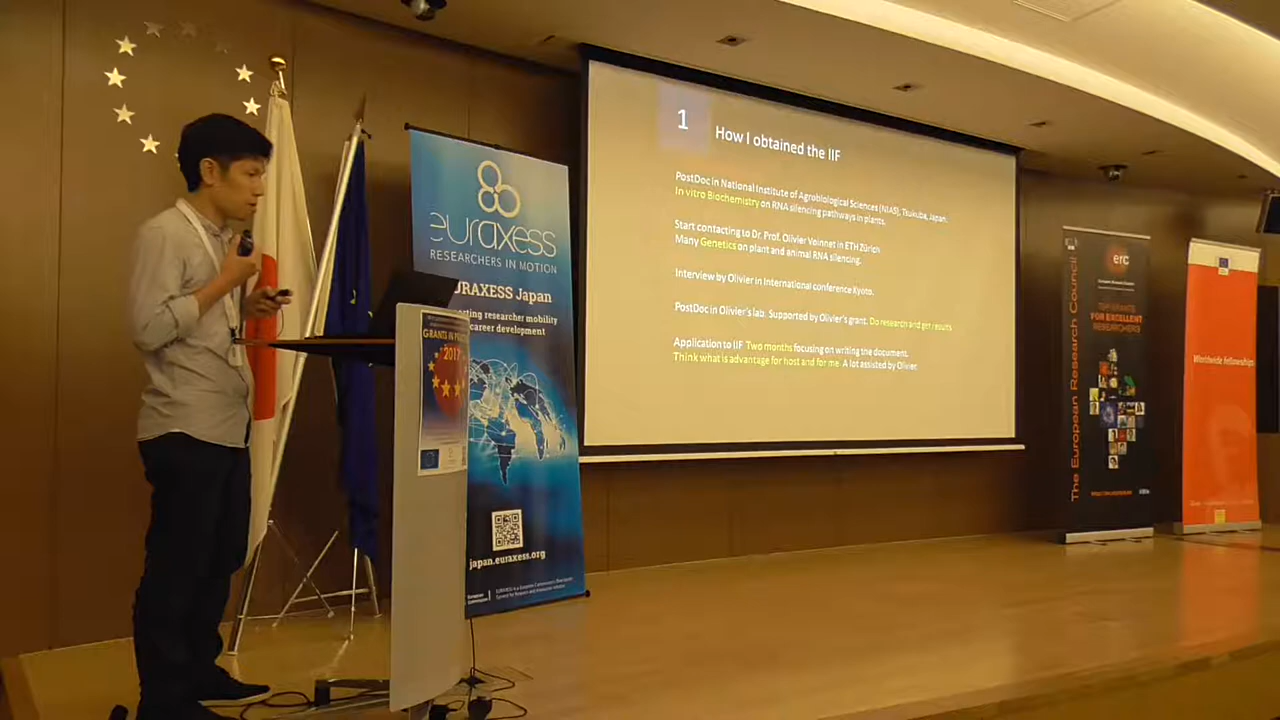 euraxess
RESEARCHERS IN MOTION
URAXESS Japan
rting researcher mobility
career development
GRANTS IN P
2017
japan.euraxess.org
1
How I obtained the IIF
PostDoc in National Institute of Agrobiological Sciences (NIAS), Tsukuba, Japan.
In vitro Biochemistry on RNA silencing pathways in plants.
Start contacting to Dr. Prof. Olivier Voinnet in ETH Zürich
Many Genetics on plant and animal RNA silencing.
Interview by Olivier in International conference Kyoto.
PostDoc in Olivier's lab. Supported by Olivier's grant. Do research and get results
Application to IIF Two months focusing on writing the document.
Think what is advantage for host and for me. A lot assisted by Olivier.
The European Research Council
erc
FOR EXCELLENT
RESEARCHERS
Worldwide fellowships